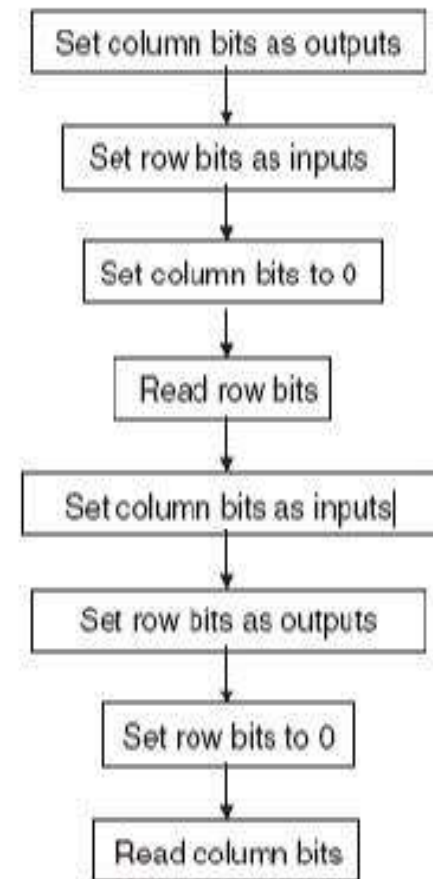 Set column bits as outputs
Set row bits as inputs
Set column bits to 0
Read row bits
Set column bits as inputs
Set row bits as outputs
Set row bits to 0
Read column bits